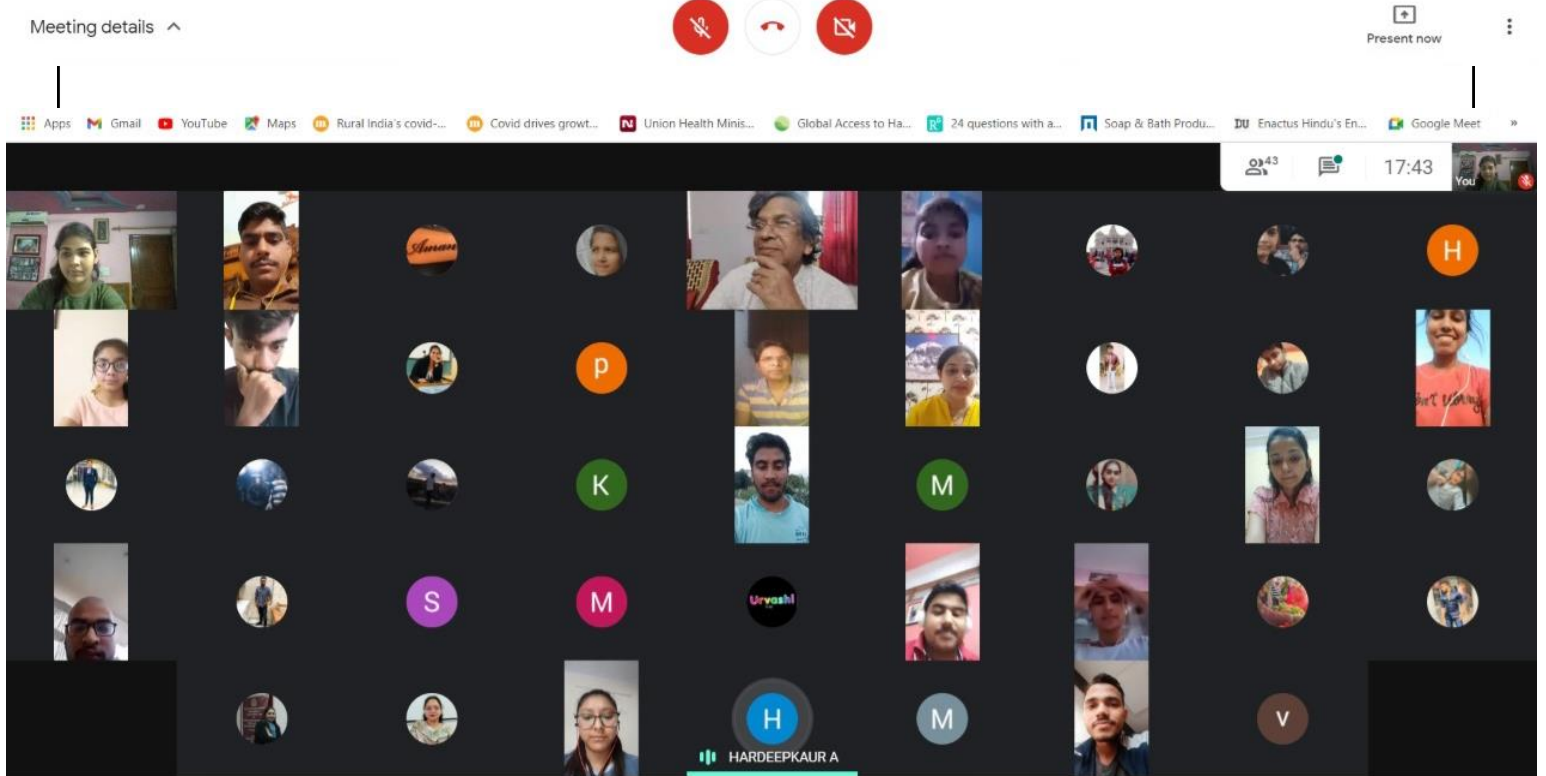 Meeting details
Present now
Apps Gmail YouTube Maps Rural India's covid-... Covid drives growt... Union Health Minis... Global Access to Ha... 24 questions with a... Soap & Bath Produ... DU Enactus Hindu's En... Google Meet »
43 17:43 You
Aman
H
p
K M
S M Urvashi
H M V
HARDEEPKAUR A